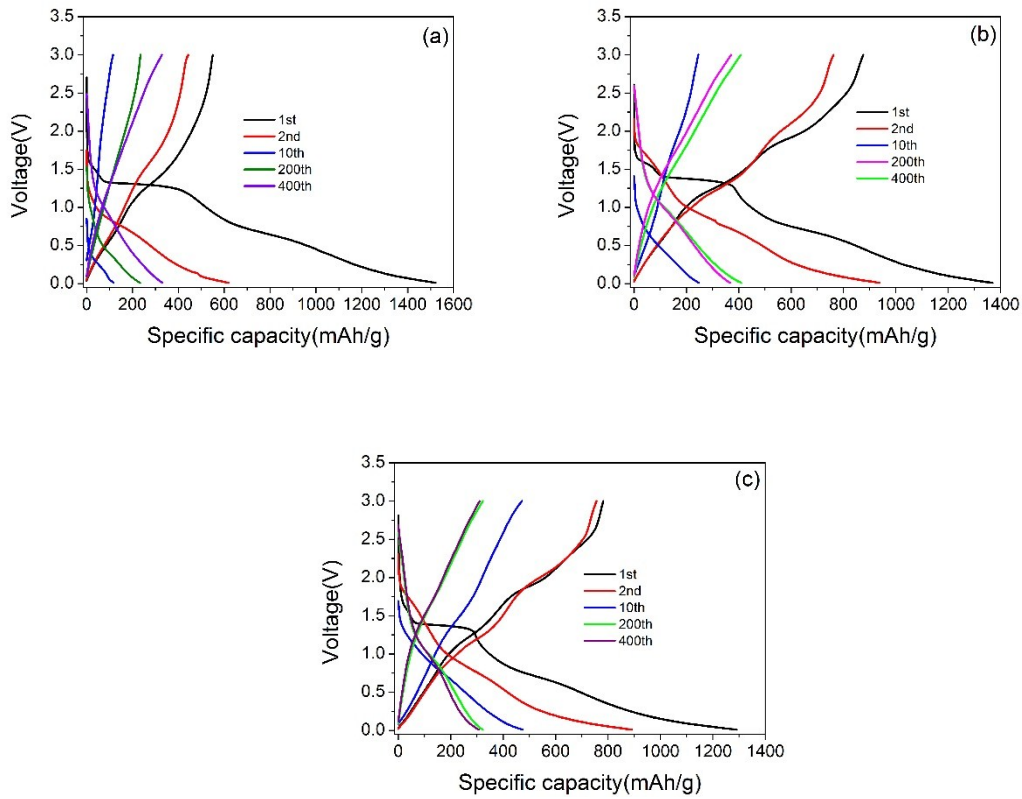 (a)
3.5
3.0
2.5
2.0
1.5
1.0
0.5
0.0
Voltage(V)
1st
2nd
10th
200th
400th
0 200 400 600 800 1000 1200 1400 1600
Specific capacity(mAh/g)
(b)
3.5
3.0
2.5
2.0
1.5
1.0
0.5
0.0
Voltage(V)
1st
2nd
10th
200th
400th
0 200 400 600 800 1000 1200 1400
Specific capacity(mAh/g)
(c)
3.5
3.0
2.5
2.0
1.5
1.0
0.5
0.0
Voltage(V)
1st
2nd
10th
200th
400th
0 200 400 600 800 1000 1200 1400
Specific capacity(mAh/g)